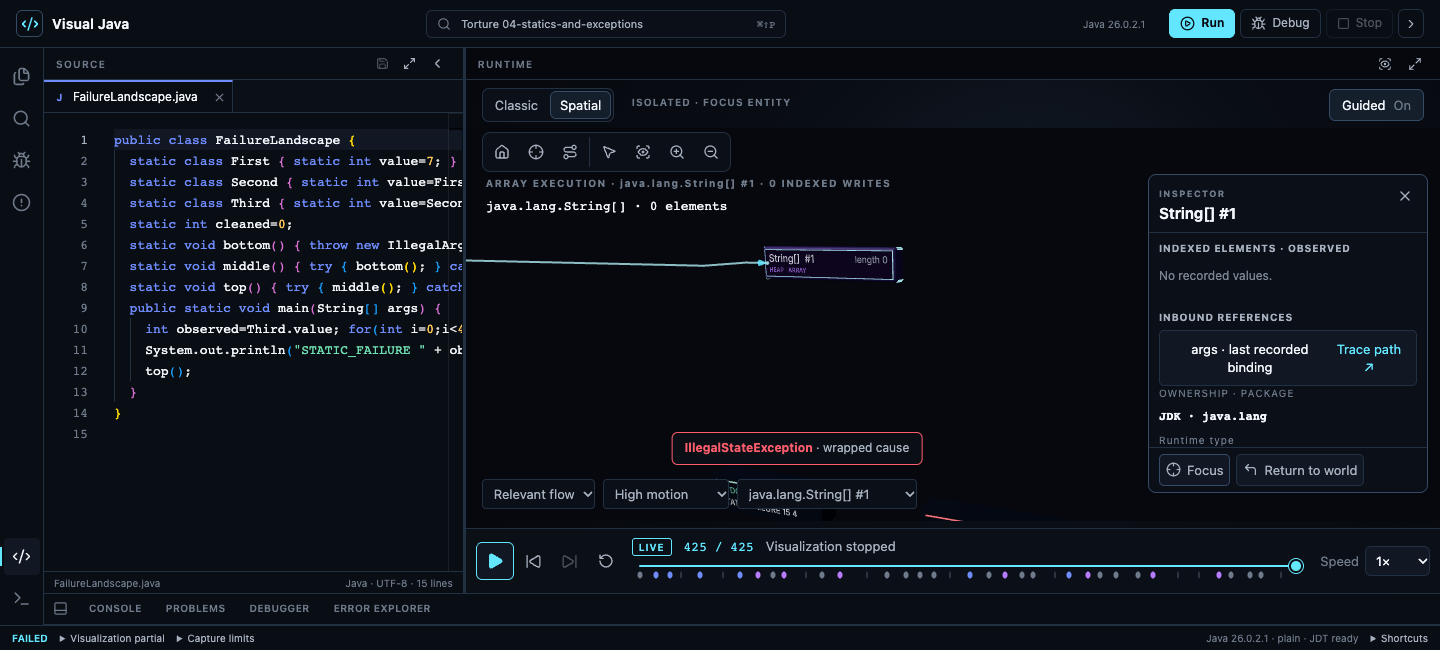 Visual Java
Torture 04-statics-and-exceptions
⌘⇧P
Java 26.0.2.1
Run
Debug
Stop
SOURCE
J FailureLandscape.java
1 public class FailureLandscape {
2 static class First { static int value=7; }
3 static class Second { static int value=Firs
4 static class Third { static int value=Secon
5 static int cleaned=0;
6 static void bottom() { throw new IllegalArg
7 static void middle() { try { bottom(); } ca
8 static void top() { try { middle(); } catch
9 public static void main(String[] args) {
10 int observed=Third.value; for(int i=0;i<4
11 System.out.println("STATIC_FAILURE " + ob
12 top();
13 }
14 }
15
FailureLandscape.java
Java · UTF-8 · 15 lines
RUNTIME
Classic
Spatial
ISOLATED · FOCUS ENTITY
Guided On
ARRAY EXECUTION · java.lang.String[] #1 · 0 INDEXED WRITES
java.lang.String[] · 0 elements
String[] #1
length 0
HEAP ARRAY
INSPECTOR
String[] #1
INDEXED ELEMENTS · OBSERVED
No recorded values.
INBOUND REFERENCES
args · last recorded binding
Trace path ↗
OWNERSHIP · PACKAGE
JDK · java.lang
Runtime type
Focus
Return to world
IllegalStateException · wrapped cause
Relevant flow
High motion
java.lang.String[] #1
LIVE
425 / 425
Visualization stopped
Speed
1×
CONSOLE
PROBLEMS
DEBUGGER
ERROR EXPLORER
FAILED
Visualization partial
Capture limits
Java 26.0.2.1 · plain · JDT ready
Shortcuts